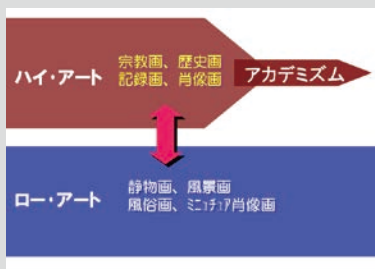 ハイ・アート
宗教画、歴史画
記録画、肖像画
アカデミズム
ロー・アート
静物画、風景画
風俗画、ミニチュア肖像画